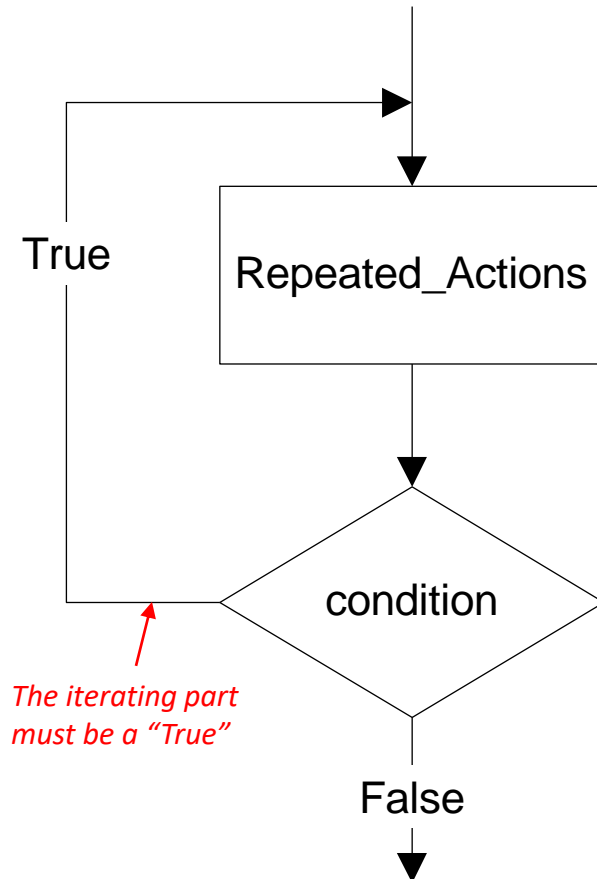 True
Repeated_Actions
condition
The iterating part
must be a “True”
False